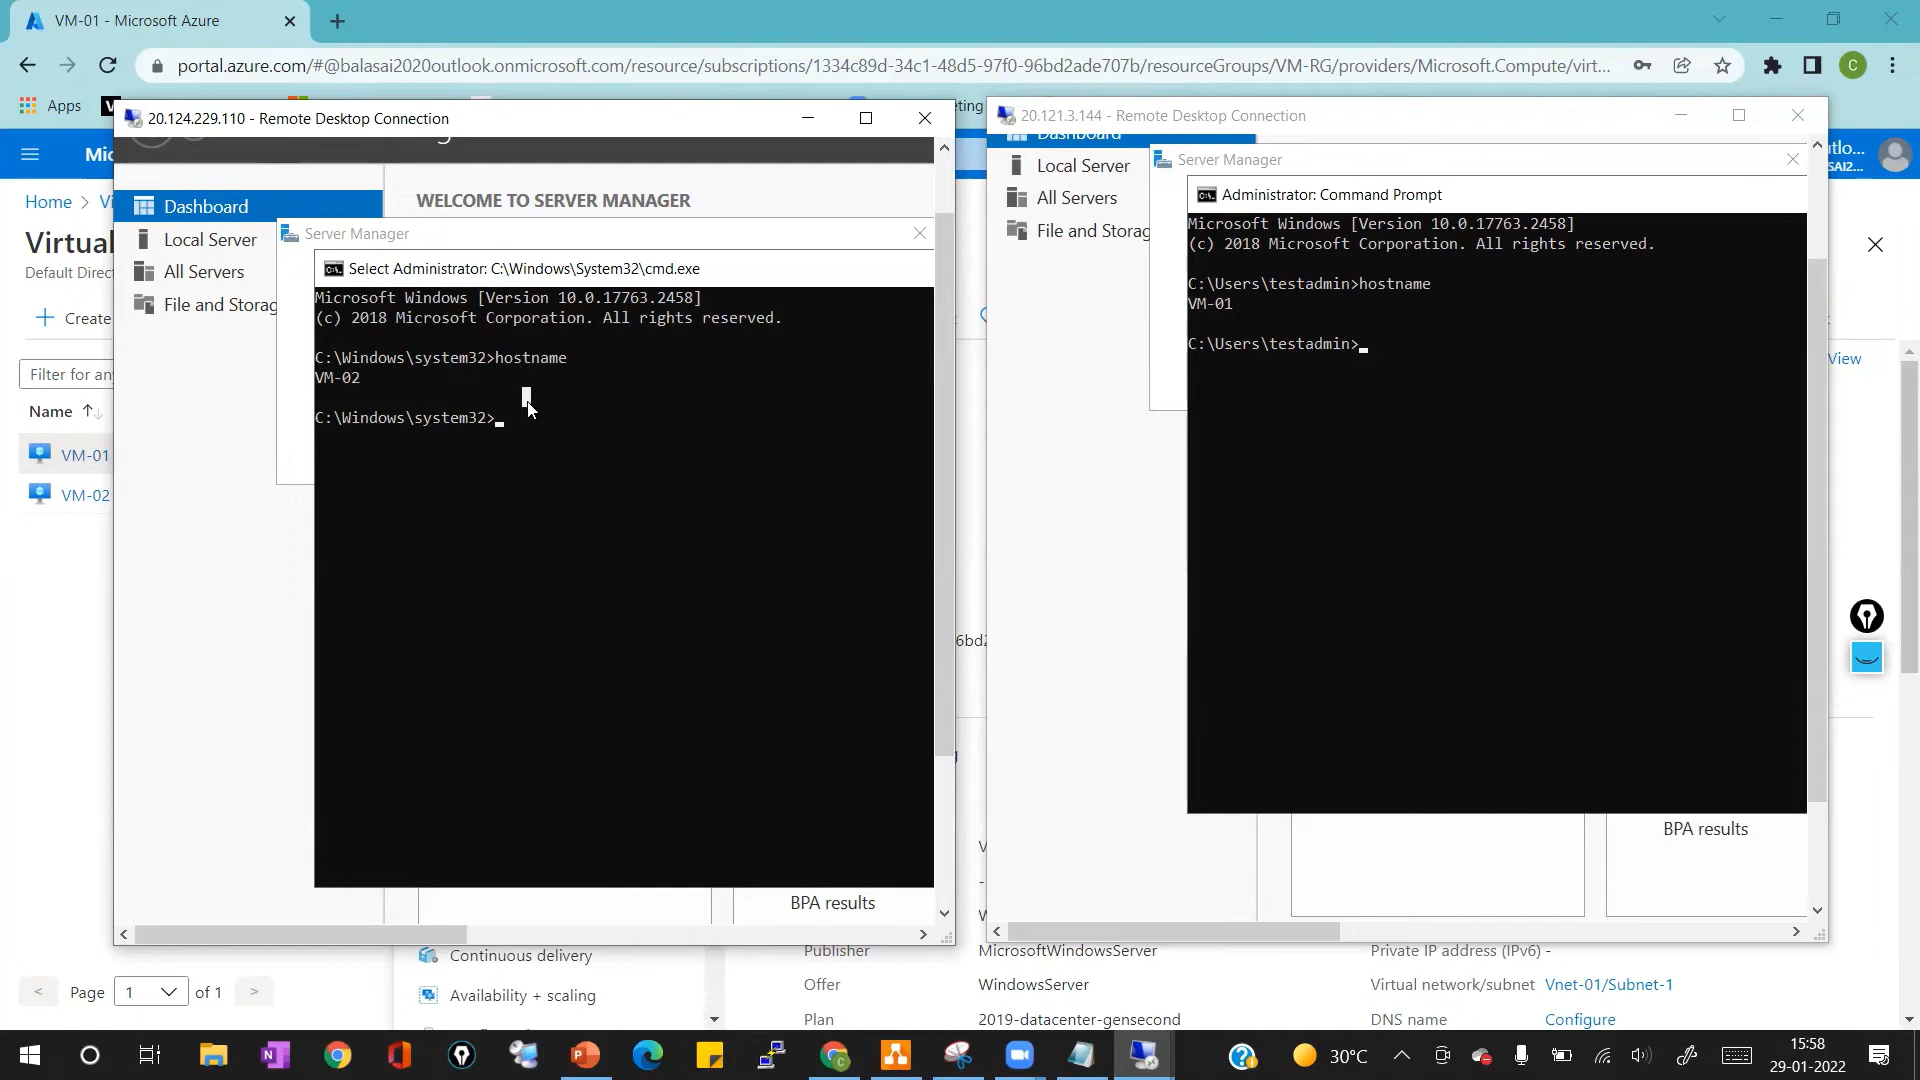 VM-01 - Microsoft Azure
portal.azure.com/#@balasai2020outlook.onmicrosoft.com/resource/subscriptions/1334c89d-34c1-48d5-97f0-96bd2ade707b/resourceGroups/VM-RG/providers/Microsoft.Compute/virt...
C
Apps
eting
20.124.229.110 - Remote Desktop Connection
20.121.3.144 - Remote Desktop Connection
Mic
utlo...
SAI2...
Home > Vi
Virtual
Default Direct
Create
Filter for any
Name ↑↓
VM-01
VM-02
< Page 1 of 1 >
WELCOME TO SERVER MANAGER
Dashboard
Local Server
All Servers
File and Storag
Server Manager
Select Administrator: C:\Windows\System32\cmd.exe
Microsoft Windows [Version 10.0.17763.2458]
(c) 2018 Microsoft Corporation. All rights reserved.
C:\Windows\system32>hostname
VM-02
C:\Windows\system32>
BPA results
Dashboard
Local Server
All Servers
File and Storag
Server Manager
Administrator: Command Prompt
Microsoft Windows [Version 10.0.17763.2458]
(c) 2018 Microsoft Corporation. All rights reserved.
C:\Users\testadmin>hostname
VM-01
C:\Users\testadmin>
BPA results
View
6bd2
Continuous delivery
Availability + scaling
Publisher MicrosoftWindowsServer
Offer WindowsServer
Plan 2019-datacenter-gensecond
Private IP address (IPv6) -
Virtual network/subnet Vnet-01/Subnet-1
DNS name Configure
30°C
15:58
29-01-2022